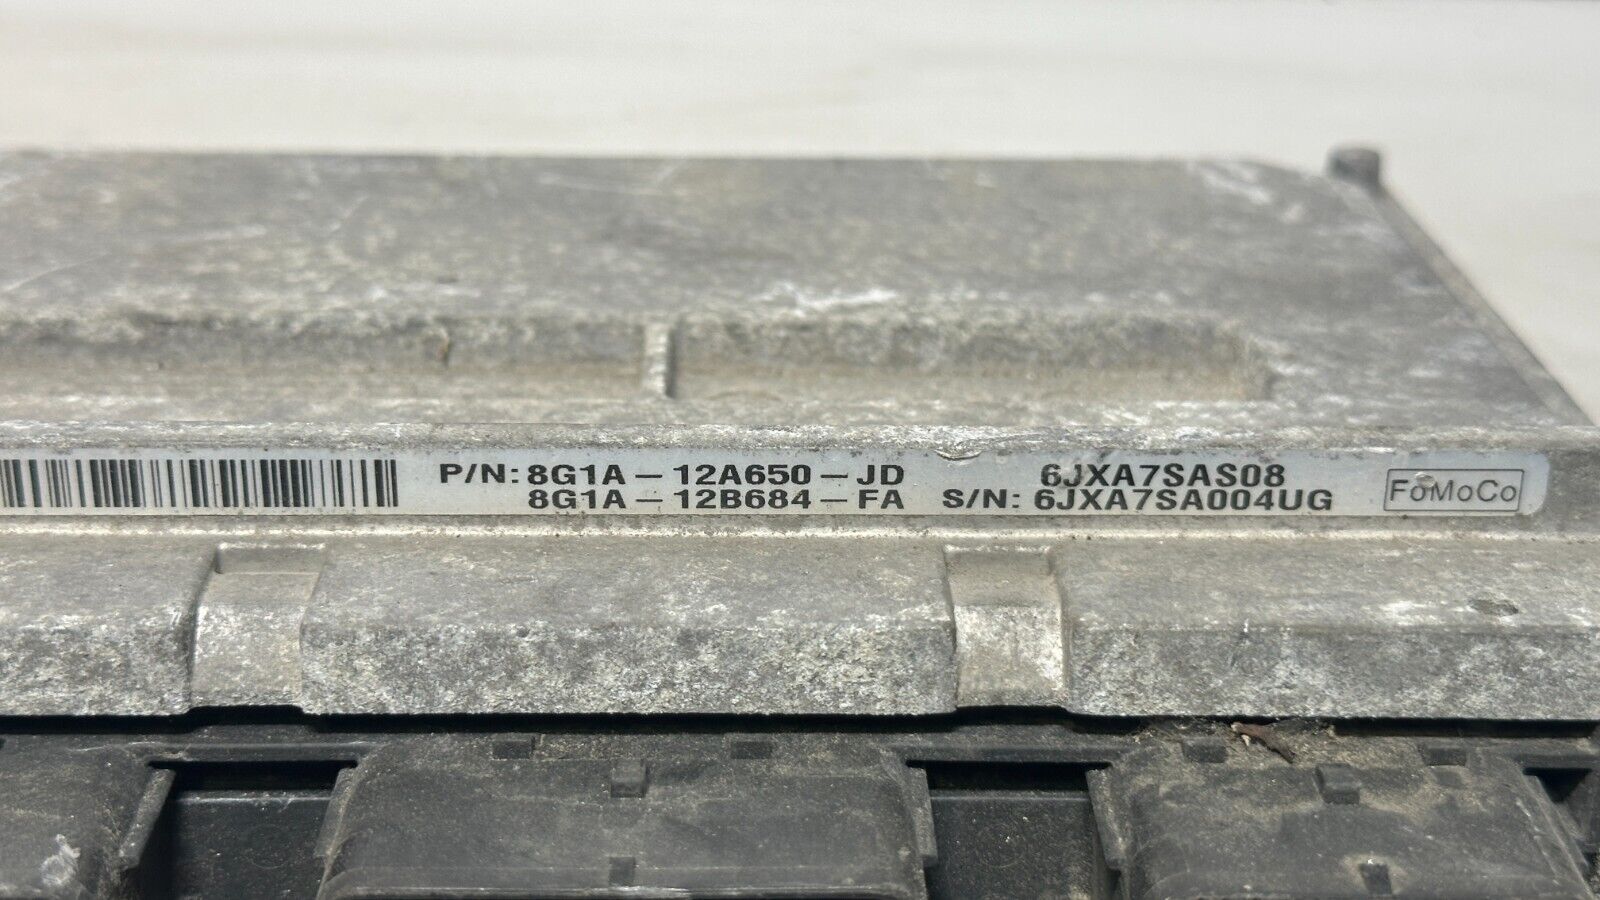 P/N: 8G1A-12A650-JD 6JXA7SAS08
8G1A-12B684-FA S/N: 6JXA7SA004UG
FoMoCo